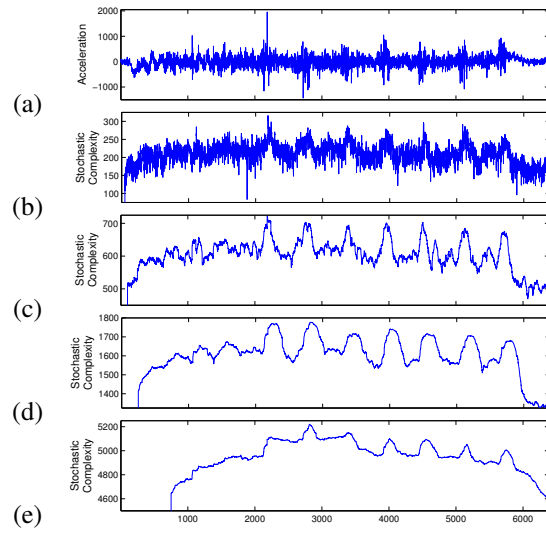 2000
1000
0
−1000
Acceleration
(a)
300
250
200
150
100
Stochastic
Complexity
(b)
700
600
500
Stochastic
Complexity
(c)
1800
1700
1600
1500
1400
Stochastic
Complexity
(d)
5200
5000
4800
4600
Stochastic
Complexity
(e)
1000 2000 3000 4000 5000 6000